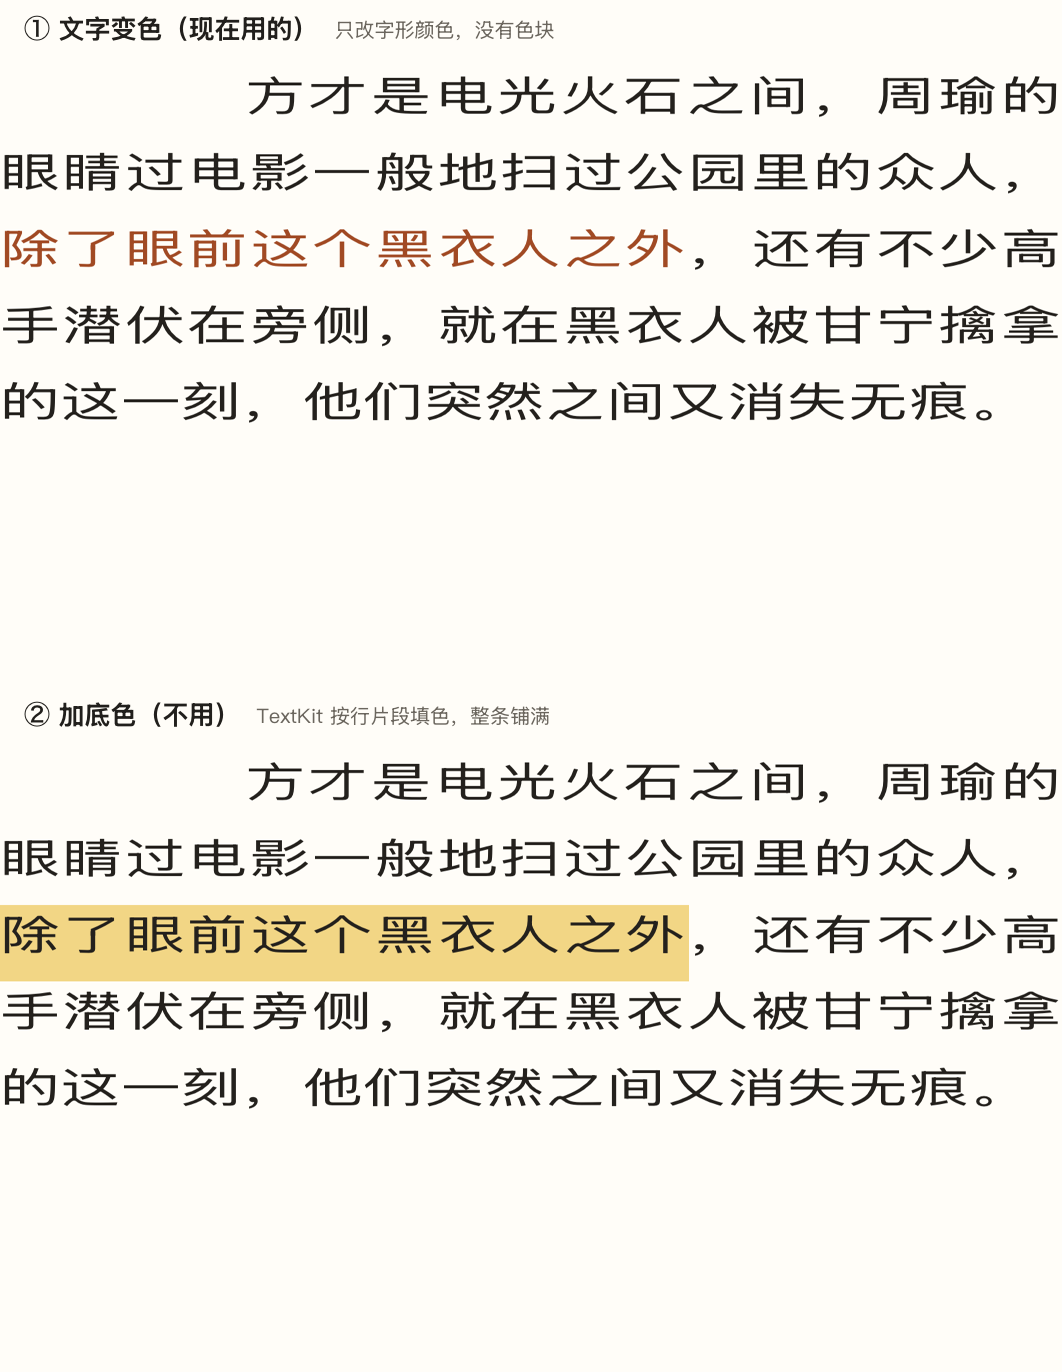 ① 文字变色（现在用的） 只改字形颜色，没有色块
方才是电光火石之间，周瑜的
眼睛过电影一般地扫过公园里的众人，
除了眼前这个黑衣人之外，还有不少高
手潜伏在旁侧，就在黑衣人被甘宁擒拿
的这一刻，他们突然之间又消失无痕。
② 加底色（不用） TextKit 按行片段填色，整条铺满
方才是电光火石之间，周瑜的
眼睛过电影一般地扫过公园里的众人，
除了眼前这个黑衣人之外，还有不少高
手潜伏在旁侧，就在黑衣人被甘宁擒拿
的这一刻，他们突然之间又消失无痕。